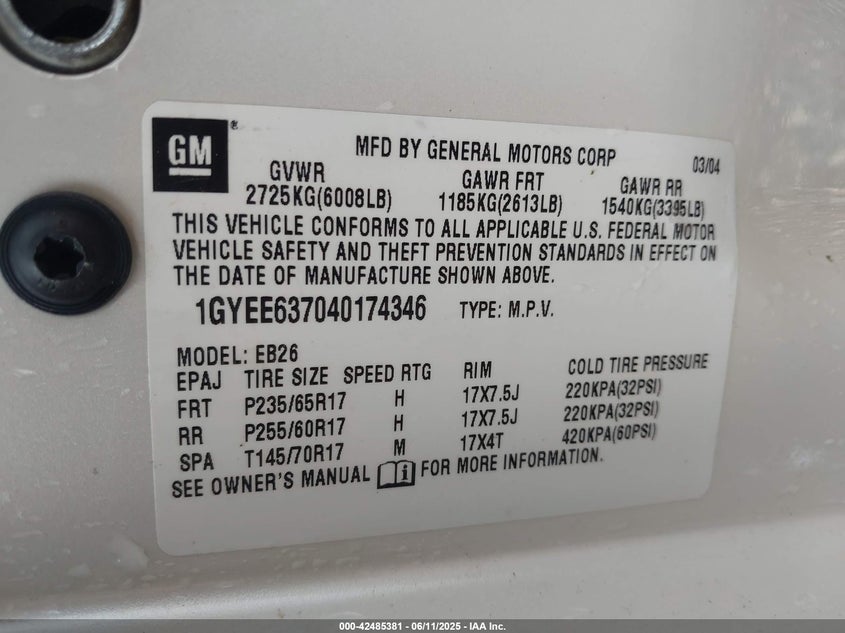 GM®
MFD BY GENERAL MOTORS CORP 03/04
GVWR GAWR FRT GAWR RR
2725KG(6008LB) 1185KG(2613LB) 1540KG(3395LB)
THIS VEHICLE CONFORMS TO ALL APPLICABLE U.S. FEDERAL MOTOR
VEHICLE SAFETY AND THEFT PREVENTION STANDARDS IN EFFECT ON
THE DATE OF MANUFACTURE SHOWN ABOVE.
1GYEE637040174346 TYPE: M.P.V.
MODEL: EB26
EPAJ TIRE SIZE SPEED RTG RIM COLD TIRE PRESSURE
FRT P235/65R17 H 17X7.5J 220KPA(32PSI)
RR P255/60R17 H 17X7.5J 220KPA(32PSI)
SPA T145/70R17 M 17X4T 420KPA(60PSI)
SEE OWNER'S MANUAL FOR MORE INFORMATION.
000-42485381 - 06/11/2025 - IAA Inc.